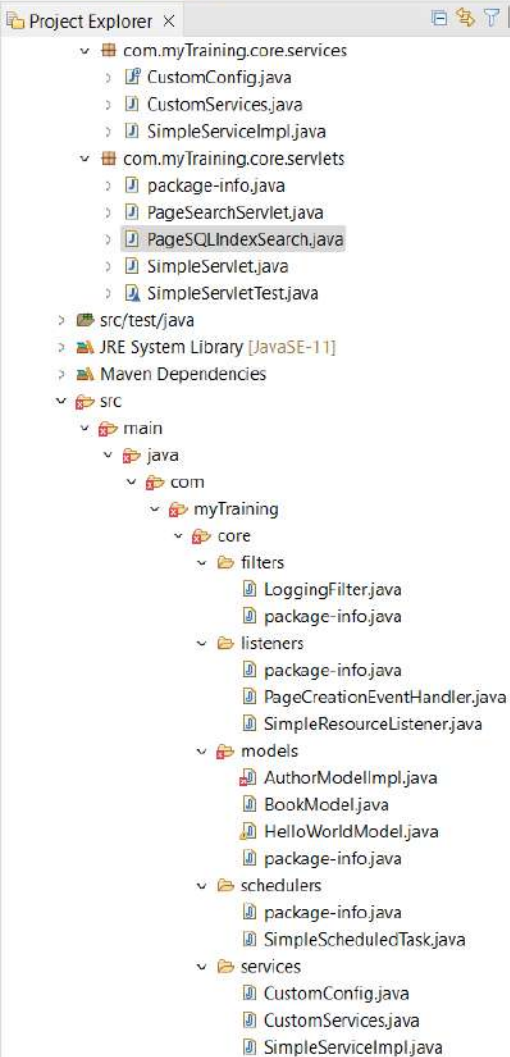 Project Explorer ×
com.myTraining.core.services
CustomConfig.java
CustomServices.java
SimpleServiceImpl.java
com.myTraining.core.servlets
package-info.java
PageSearchServlet.java
PageSQLIndexSearch.java
SimpleServlet.java
SimpleServletTest.java
src/test/java
JRE System Library [JavaSE-11]
Maven Dependencies
src
main
java
com
myTraining
core
filters
LoggingFilter.java
package-info.java
listeners
package-info.java
PageCreationEventHandler.java
SimpleResourceListener.java
models
AuthorModelImpl.java
BookModel.java
HelloWorldModel.java
package-info.java
schedulers
package-info.java
SimpleScheduledTask.java
services
CustomConfig.java
CustomServices.java
SimpleServiceImpl.java